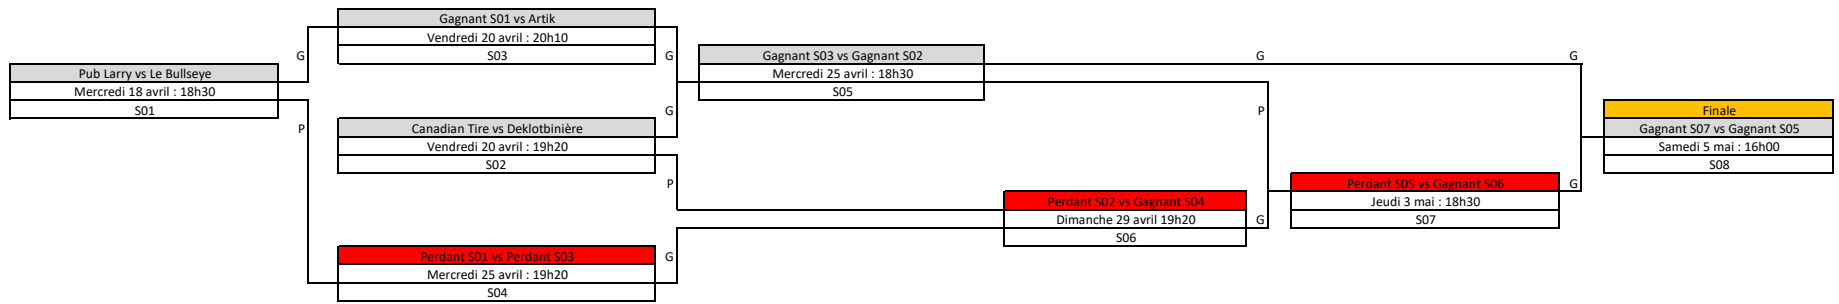 Gagnant S01 vs Artik
Vendredi 20 avril : 20h10
S03
G
G
Pub Larry vs Le Bullseye
Mercredi 18 avril : 18h30
S01
P
Gagnant S03 vs Gagnant S02
Mercredi 25 avril : 18h30
S05
G
G
G
Canadian Tire vs Deklotbinière
Vendredi 20 avril : 19h20
S02
P
P
Finale
Gagnant S07 vs Gagnant S05
Samedi 5 mai : 16h00
S08
Perdant S02 vs Gagnant S04
Dimanche 29 avril 19h20
S06
G
Perdant S05 vs Gagnant S06
Jeudi 3 mai : 18h30
S07
G
Perdant S01 vs Perdant S03
Mercredi 25 avril : 19h20
S04
G